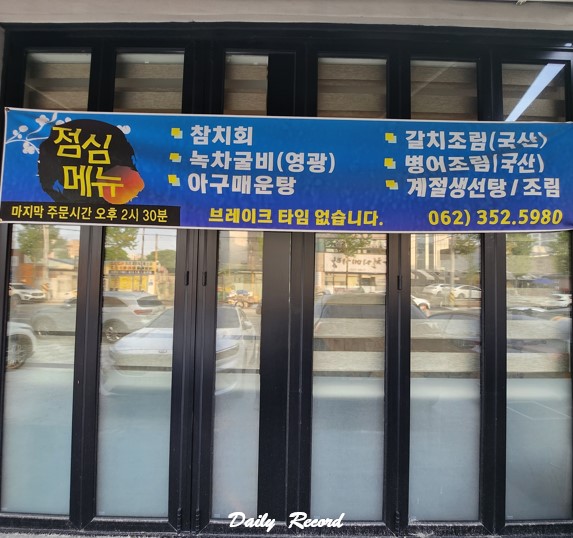 점심
메뉴
마지막 주문시간 오후 2시 30분
참치회
녹차굴비(영광)
아구매운탕
갈치조림(국산)
병어조림(국산)
계절생선탕/조림
브레이크 타임 없습니다.
062) 352.5980
Daily Record